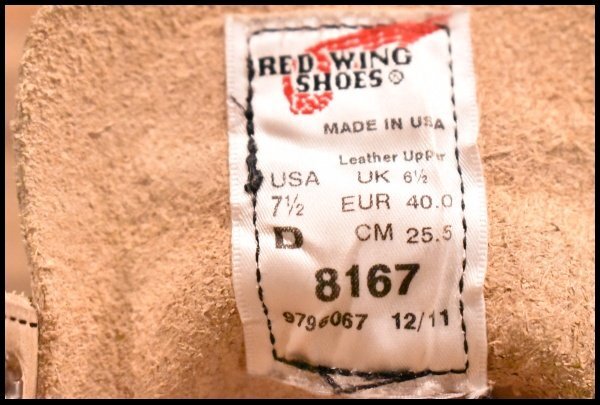 RED WING
SHOES®
MADE IN USA
Leather Upper
USA UK 6½
7½ EUR 40.0
D CM 25.5
8167
9796067 12/11